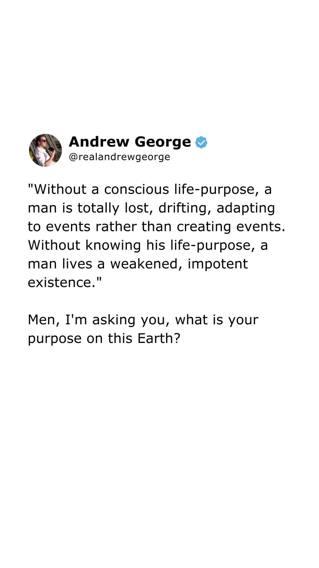 Andrew George
@realandrewgeorge
"Without a conscious life-purpose, a
man is totally lost, drifting, adapting
to events rather than creating events.
Without knowing his life-purpose, a
man lives a weakened, impotent
existence."
Men, I'm asking you, what is your
purpose on this Earth?